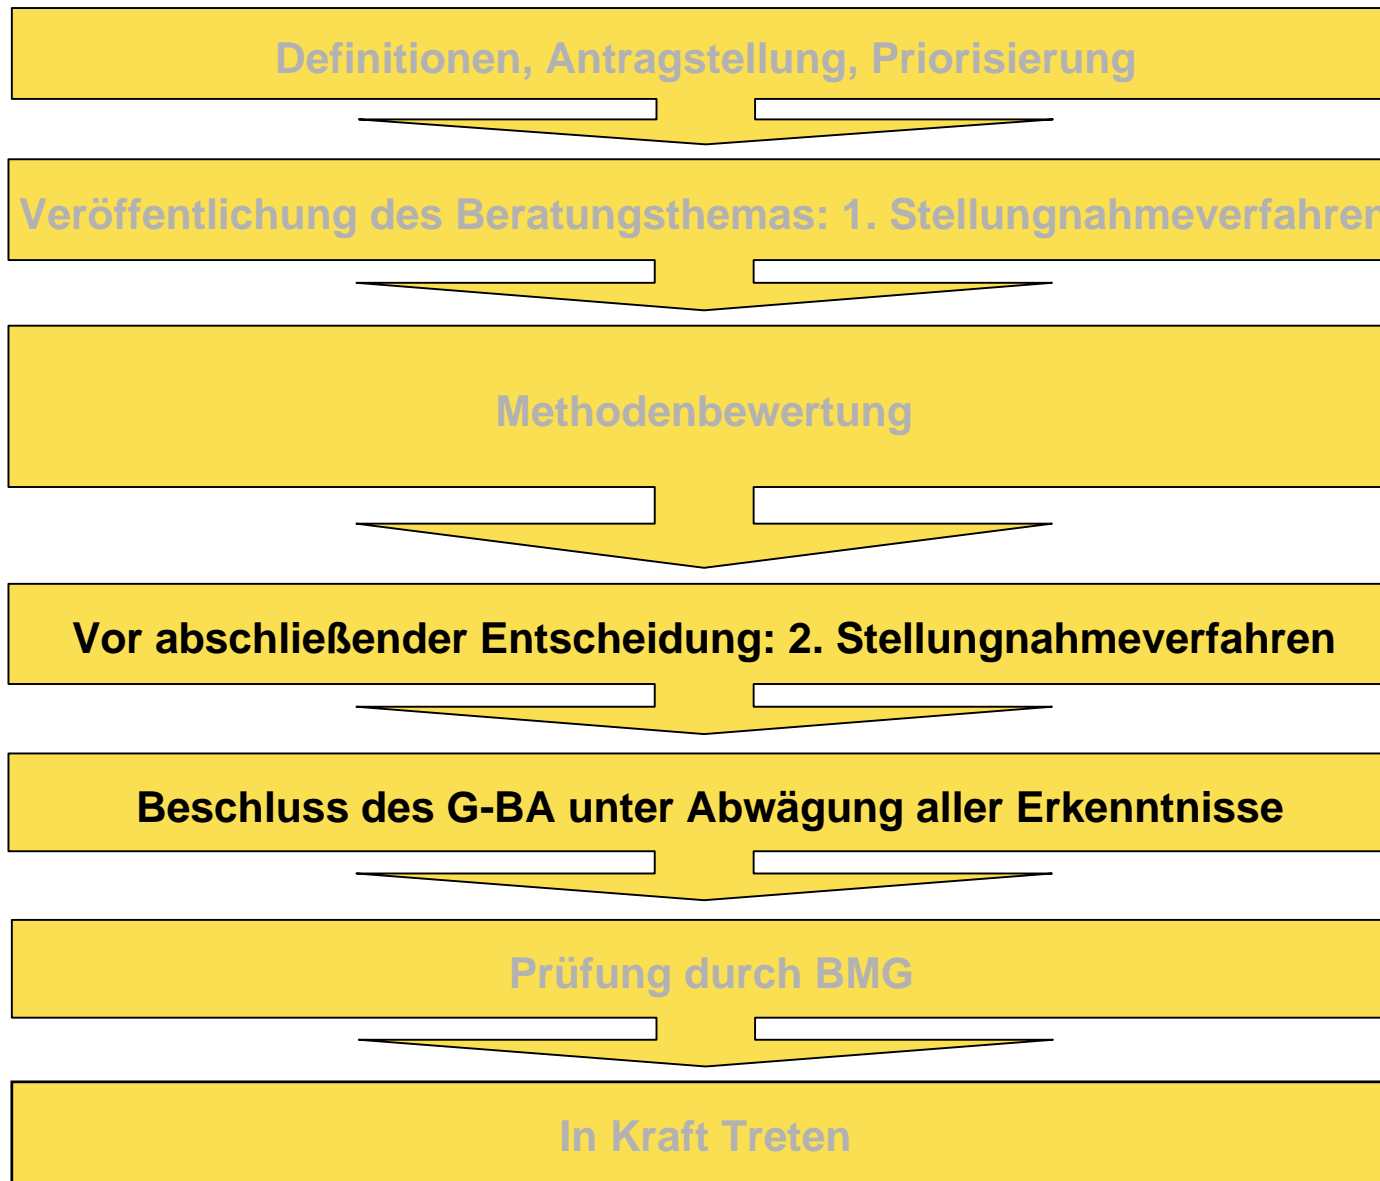 Definitionen, Antragstellung, Priorisierung
Veröffentlichung des Beratungsthemas: 1. Stellungnahmeverfahren
Methodenbewertung
Vor abschließender Entscheidung: 2. Stellungnahmeverfahren
Beschluss des G-BA unter Abwägung aller Erkenntnisse
Prüfung durch BMG
In Kraft Treten